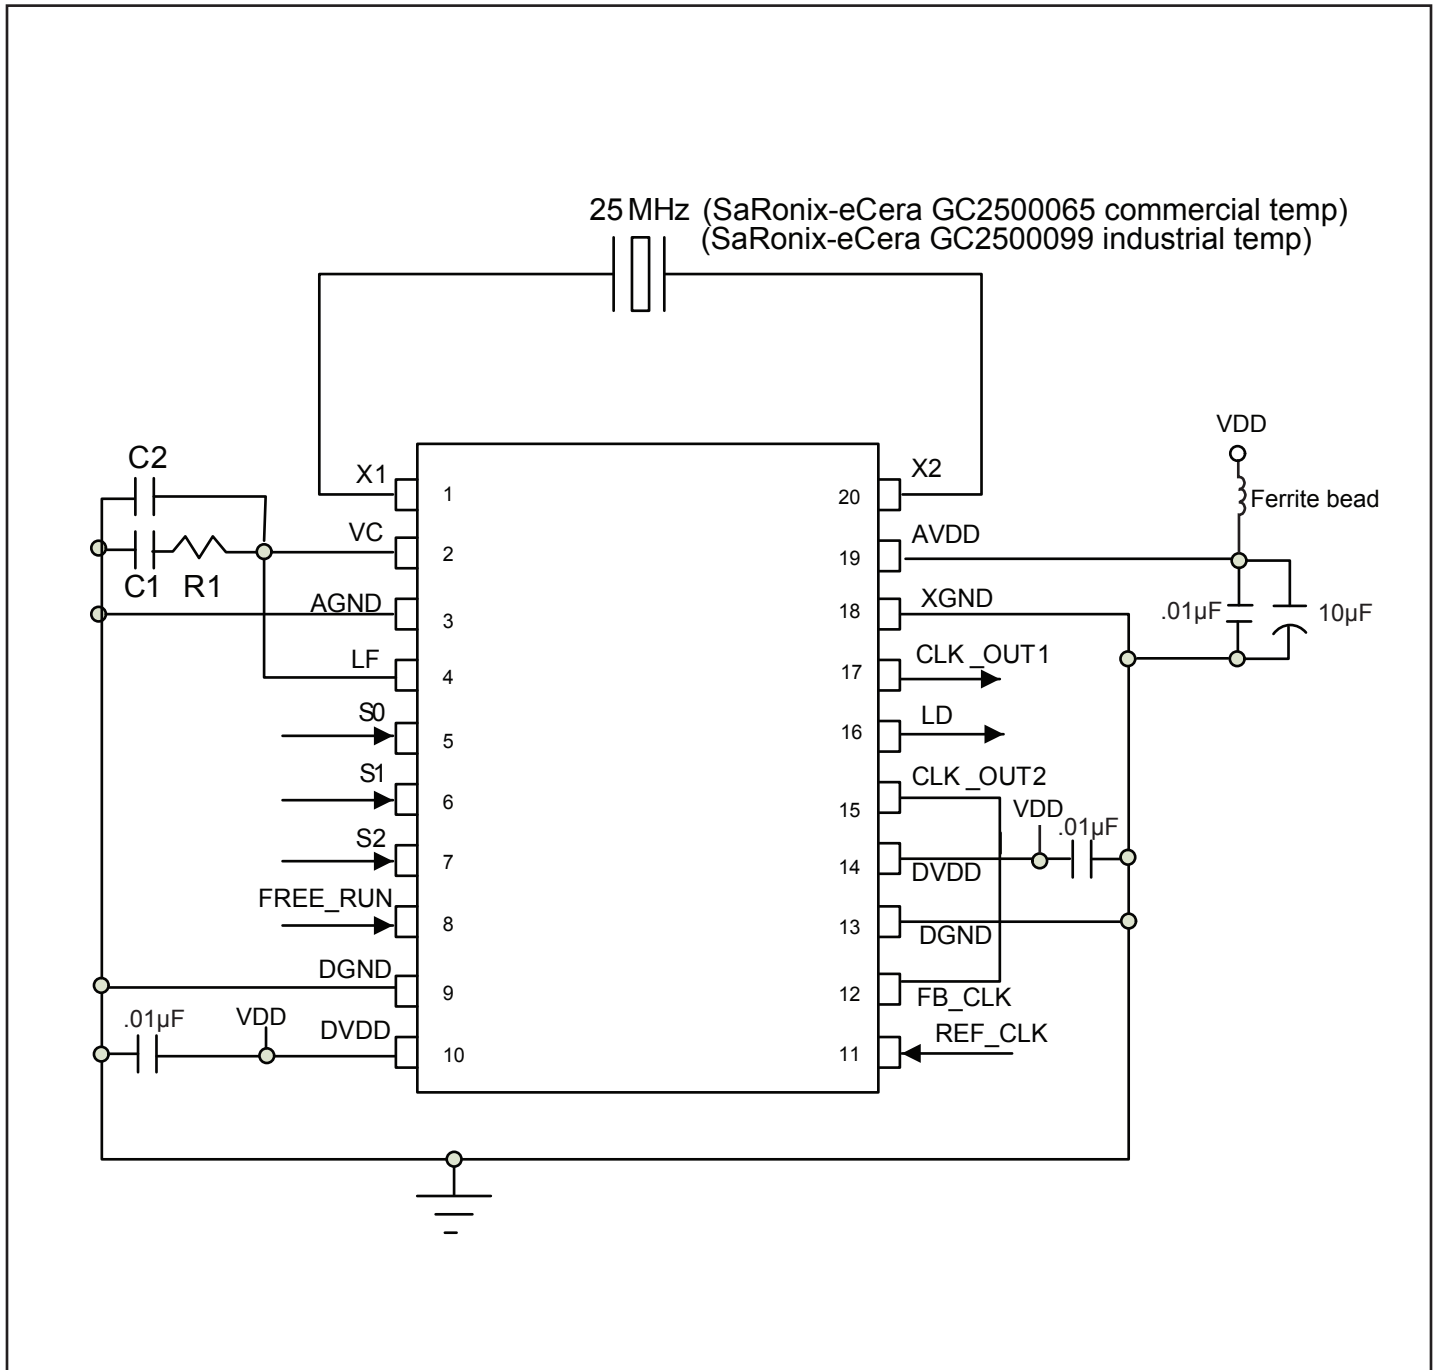 25 MHz (SaRonix-eCera GC2500065 commercial temp)
(SaRonix-eCera GC2500099 industrial temp)
VDD
Ferrite bead
C2
C1 R1
X1
VC
AGND
LF
S0
S1
S2
FREE_RUN
DGND
.01µF VDD DVDD
1
2
3
4
5
6
7
8
9
10
20
19
18
17
16
15
14
13
12
11
X2
AVDD
XGND
.01µF 10µF
CLK_OUT1
LD
CLK_OUT2
VDD
.01µF
DVDD
DGND
FB_CLK
REF_CLK